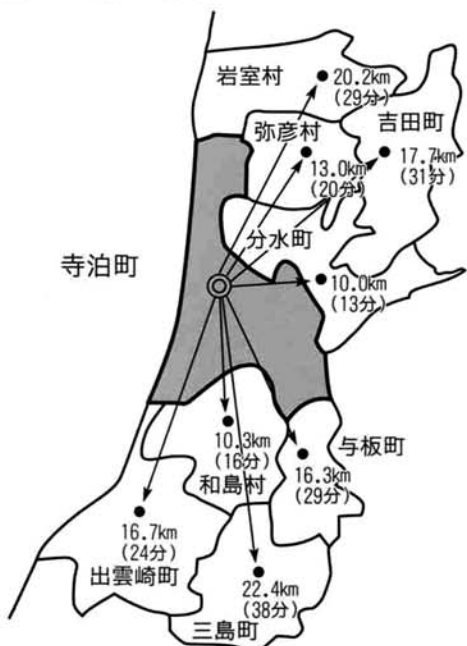 岩室村
20.2km
(29分)
吉田町
弥彦村
13.0km
(20分)
17.7km
(31分)
分水町
寺泊町
10.0km
(13分)
10.3km
(16分)
和島村
与板町
16.3km
(29分)
16.7km
(24分)
出雲崎町
22.4km
(38分)
三島町